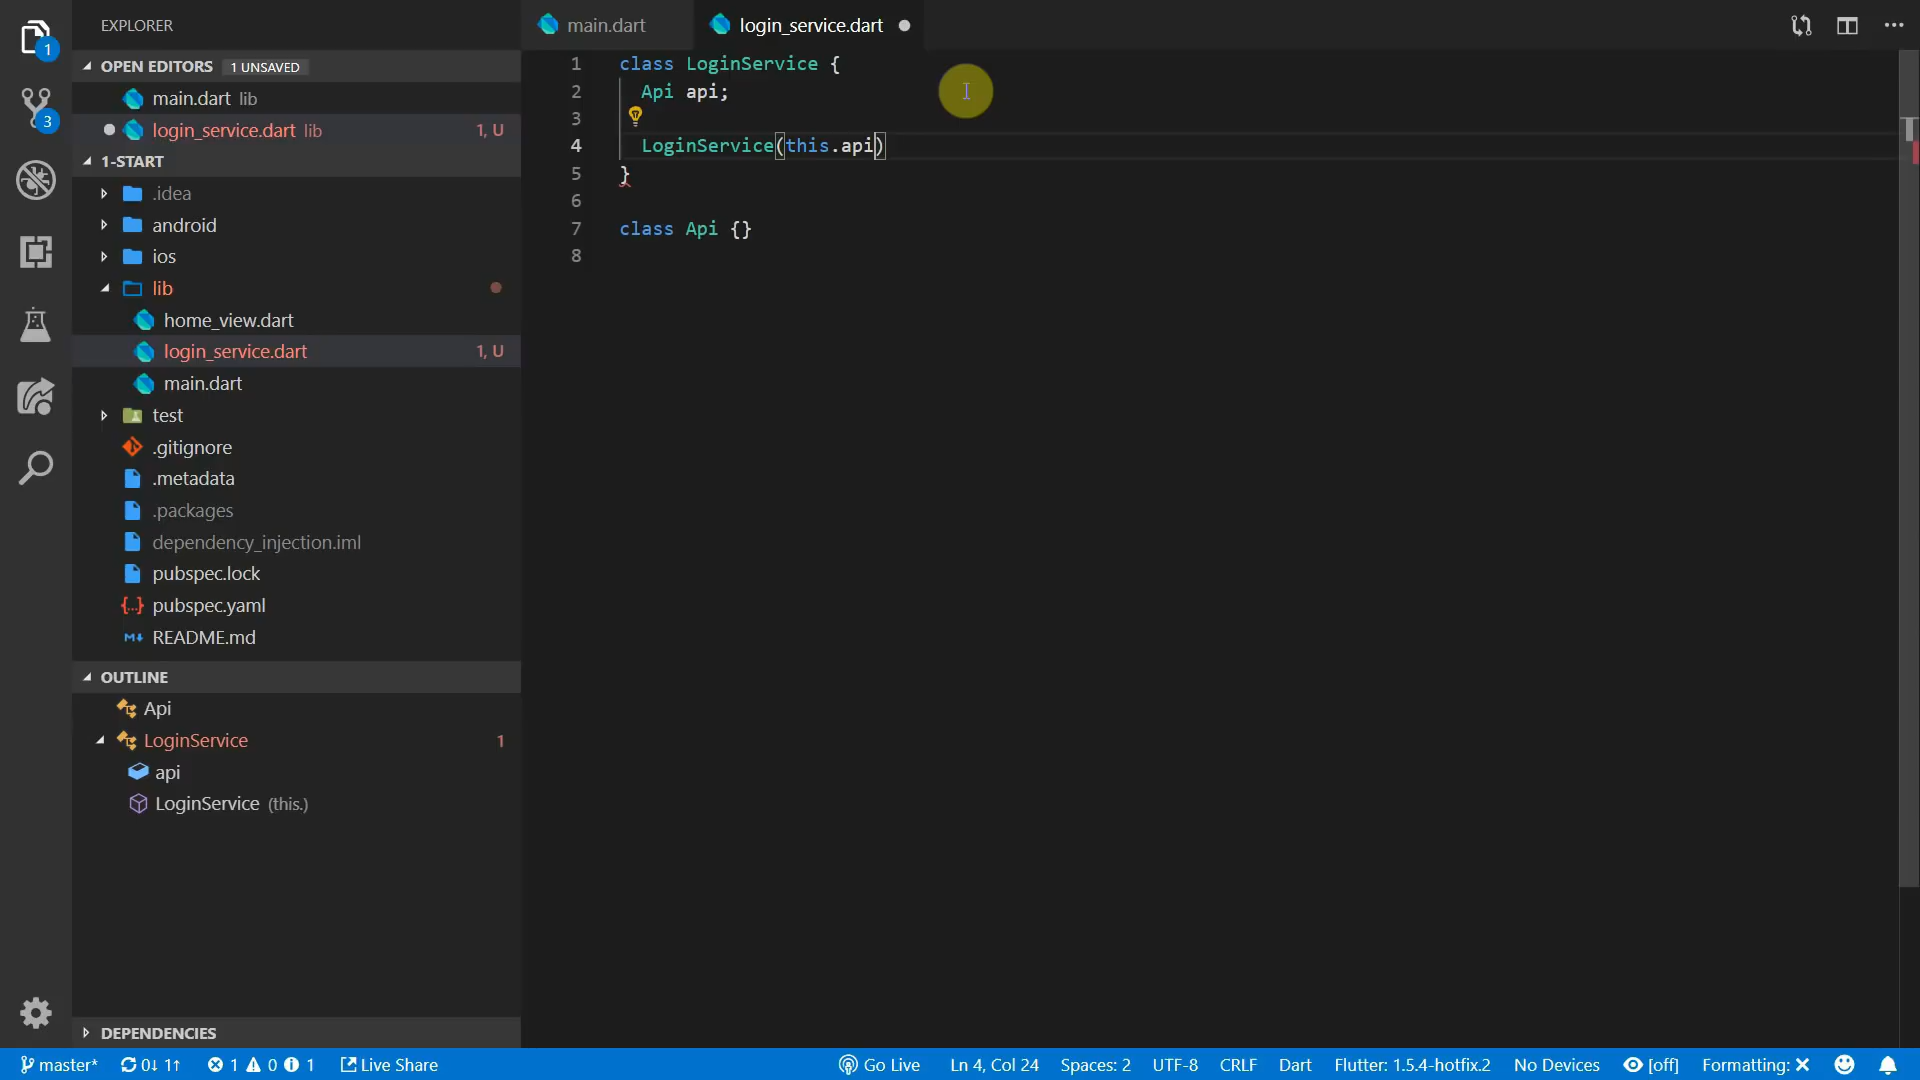 EXPLORER
OPEN EDITORS 1 UNSAVED
main.dart lib
login_service.dart lib 1, U
1-START
.idea
android
ios
lib
home_view.dart
login_service.dart 1, U
main.dart
test
.gitignore
.metadata
.packages
dependency_injection.iml
pubspec.lock
pubspec.yaml
README.md
OUTLINE
Api
LoginService 1
api
LoginService (this.)
DEPENDENCIES
1
3
main.dart login_service.dart
1 class LoginService {
2 Api api;
3
4 LoginService(this.api)
5 }
6
7 class Api {}
8
master* 0↓ 1↑ 1 0 1 Live Share Go Live Ln 4, Col 24 Spaces: 2 UTF-8 CRLF Dart Flutter: 1.5.4-hotfix.2 No Devices [off] Formatting: X